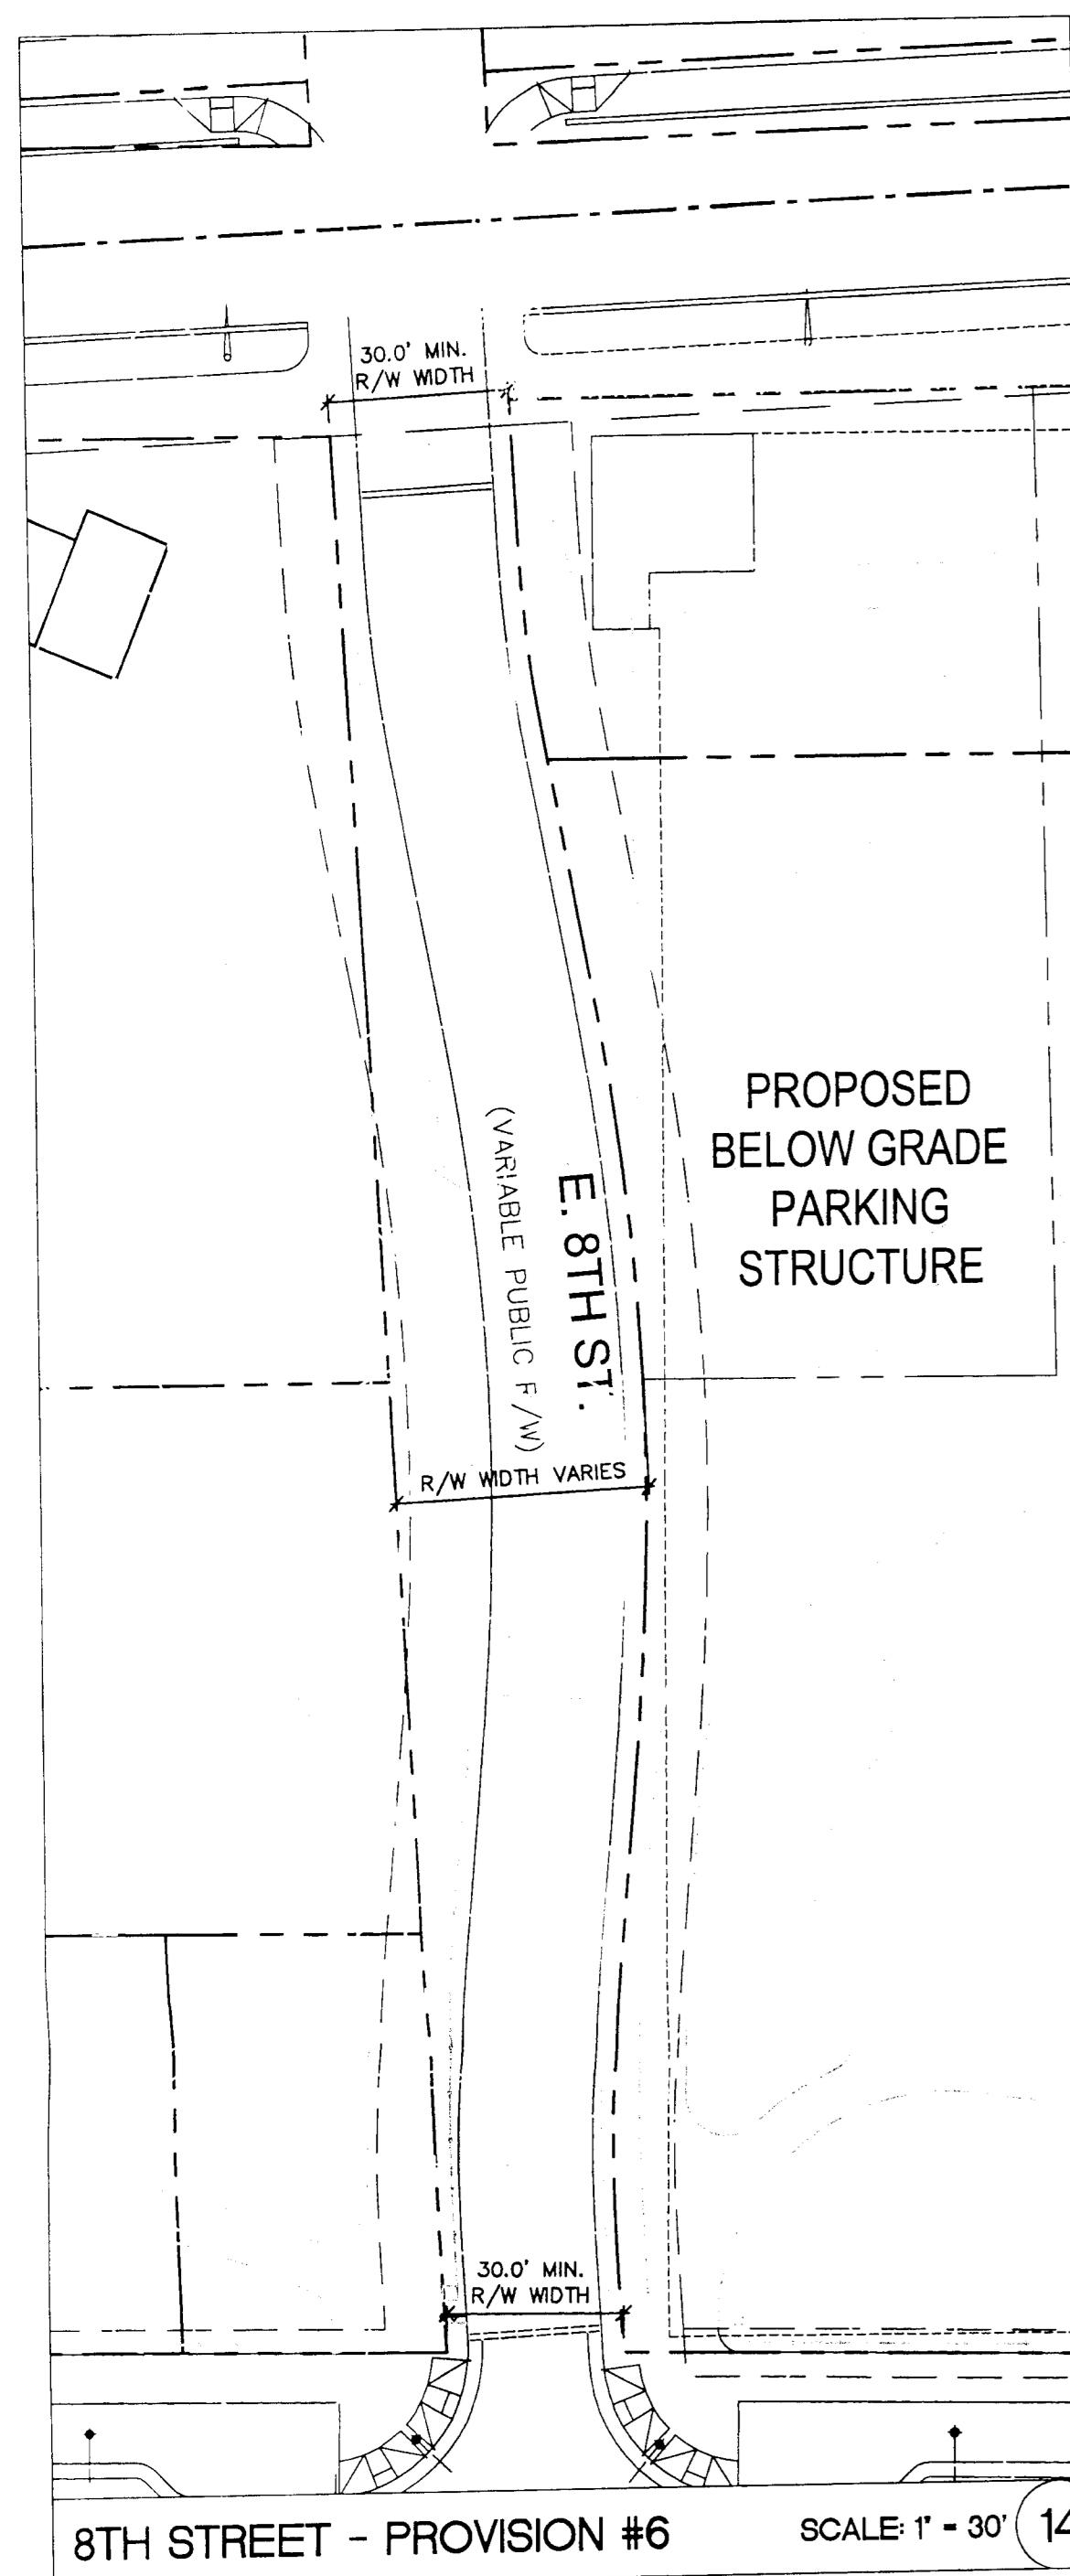 30.0' MIN.
R/W WIDTH
PROPOSED
BELOW GRADE
PARKING
STRUCTURE
E. 8TH ST.
(VARIABLE PUBLIC R/W)
R/W WIDTH VARIES
30.0' MIN.
R/W WIDTH
8TH STREET - PROVISION #6
SCALE: 1" = 30'
14